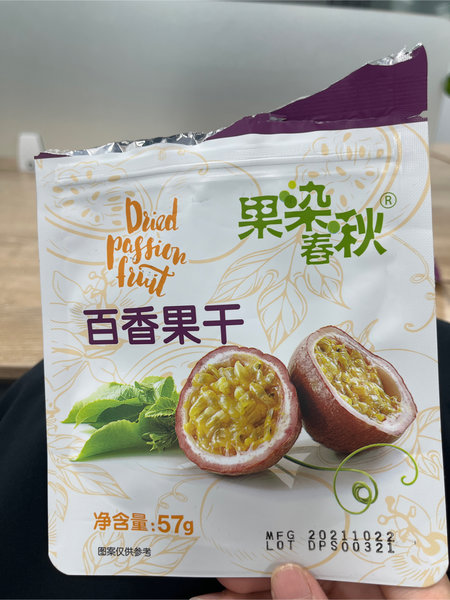 Dried
passion
fruit
果染
春秋®
百香果干
净含量:57g
图案仅供参考
MFG 20211022
LOT DPS00321